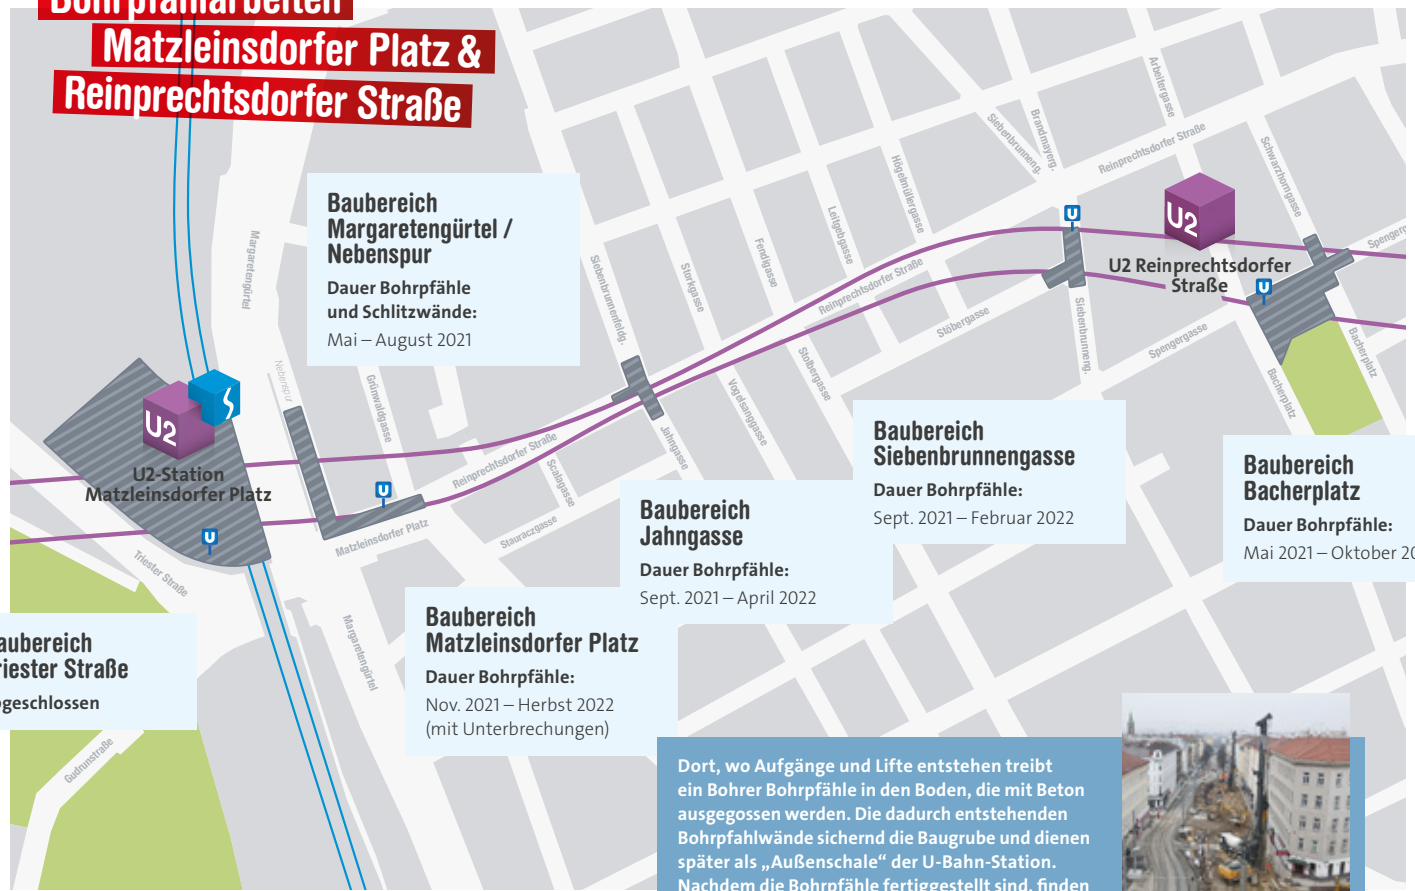 Bohrpfahlarbeiten
Matzleinsdorfer Platz &
Reinprechtsdorfer Straße
Baubereich
Margaretengürtel /
Nebenspur
Dauer Bohrpfähle
und Schlitzwände:
Mai – August 2021
Margaretengürtel
Nebenspur
Grünwaldgasse
Siebenbrunnenfeldg.
Storkgasse
Fendigasse
Leitgebgasse
Högelmüllergasse
Siebenbrunneng.
Brandmayerg.
Arbeitergasse
Reinprechtsdorfer Straße
Schwarzhorngasse
U
U2
U2 Reinprechtsdorfer
Straße
U
Reinprechtsdorfer Straße
Stöbergasse
Siebenbrunneng.
Spengergasse
Bacherplatz
Bacherplatz
Stolberggasse
Vogelsanggasse
Jahngasse
Reinprechtsdorfer Straße
Scalagasse
Stauraczgasse
U2
U2-Station
Matzleinsdorfer Platz
U
U
Matzleinsdorfer Platz
Triester Straße
Margaretengürtel
Gudrunstraße
Baubereich
Siebenbrunnengasse
Dauer Bohrpfähle:
Sept. 2021 – Februar 2022
Baubereich
Bacherplatz
Dauer Bohrpfähle:
Mai 2021 – Oktober 20
Baubereich
Jahngasse
Dauer Bohrpfähle:
Sept. 2021 – April 2022
Baubereich
Matzleinsdorfer Platz
Dauer Bohrpfähle:
Nov. 2021 – Herbst 2022
(mit Unterbrechungen)
aubereich
riester Straße
geschlossen
Dort, wo Aufgänge und Lifte entstehen treibt
ein Bohrer Bohrpfähle in den Boden, die mit Beton
ausgegossen werden. Die dadurch entstehenden
Bohrpfahlwände sichernd die Baugrube und dienen
später als „Außenschale“ der U-Bahn-Station.
Nachdem die Bohrpfähle fertiggestellt sind, finden